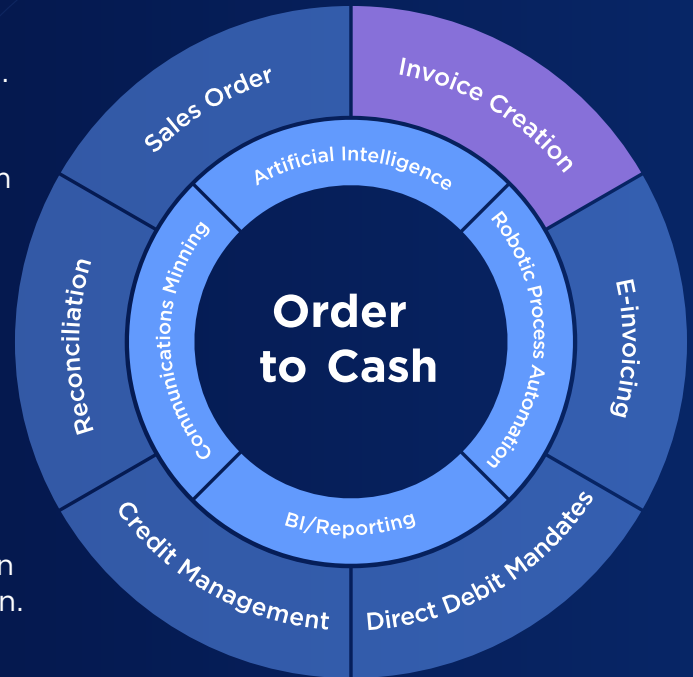 .
n
n
n.
Sales Order
Invoice Creation
E-invoicing
Direct Debit Mandates
Credit Management
Reconciliation
Artificial Intelligence
Robotic Process Automation
BI/Reporting
Communications Minning
Order
to Cash